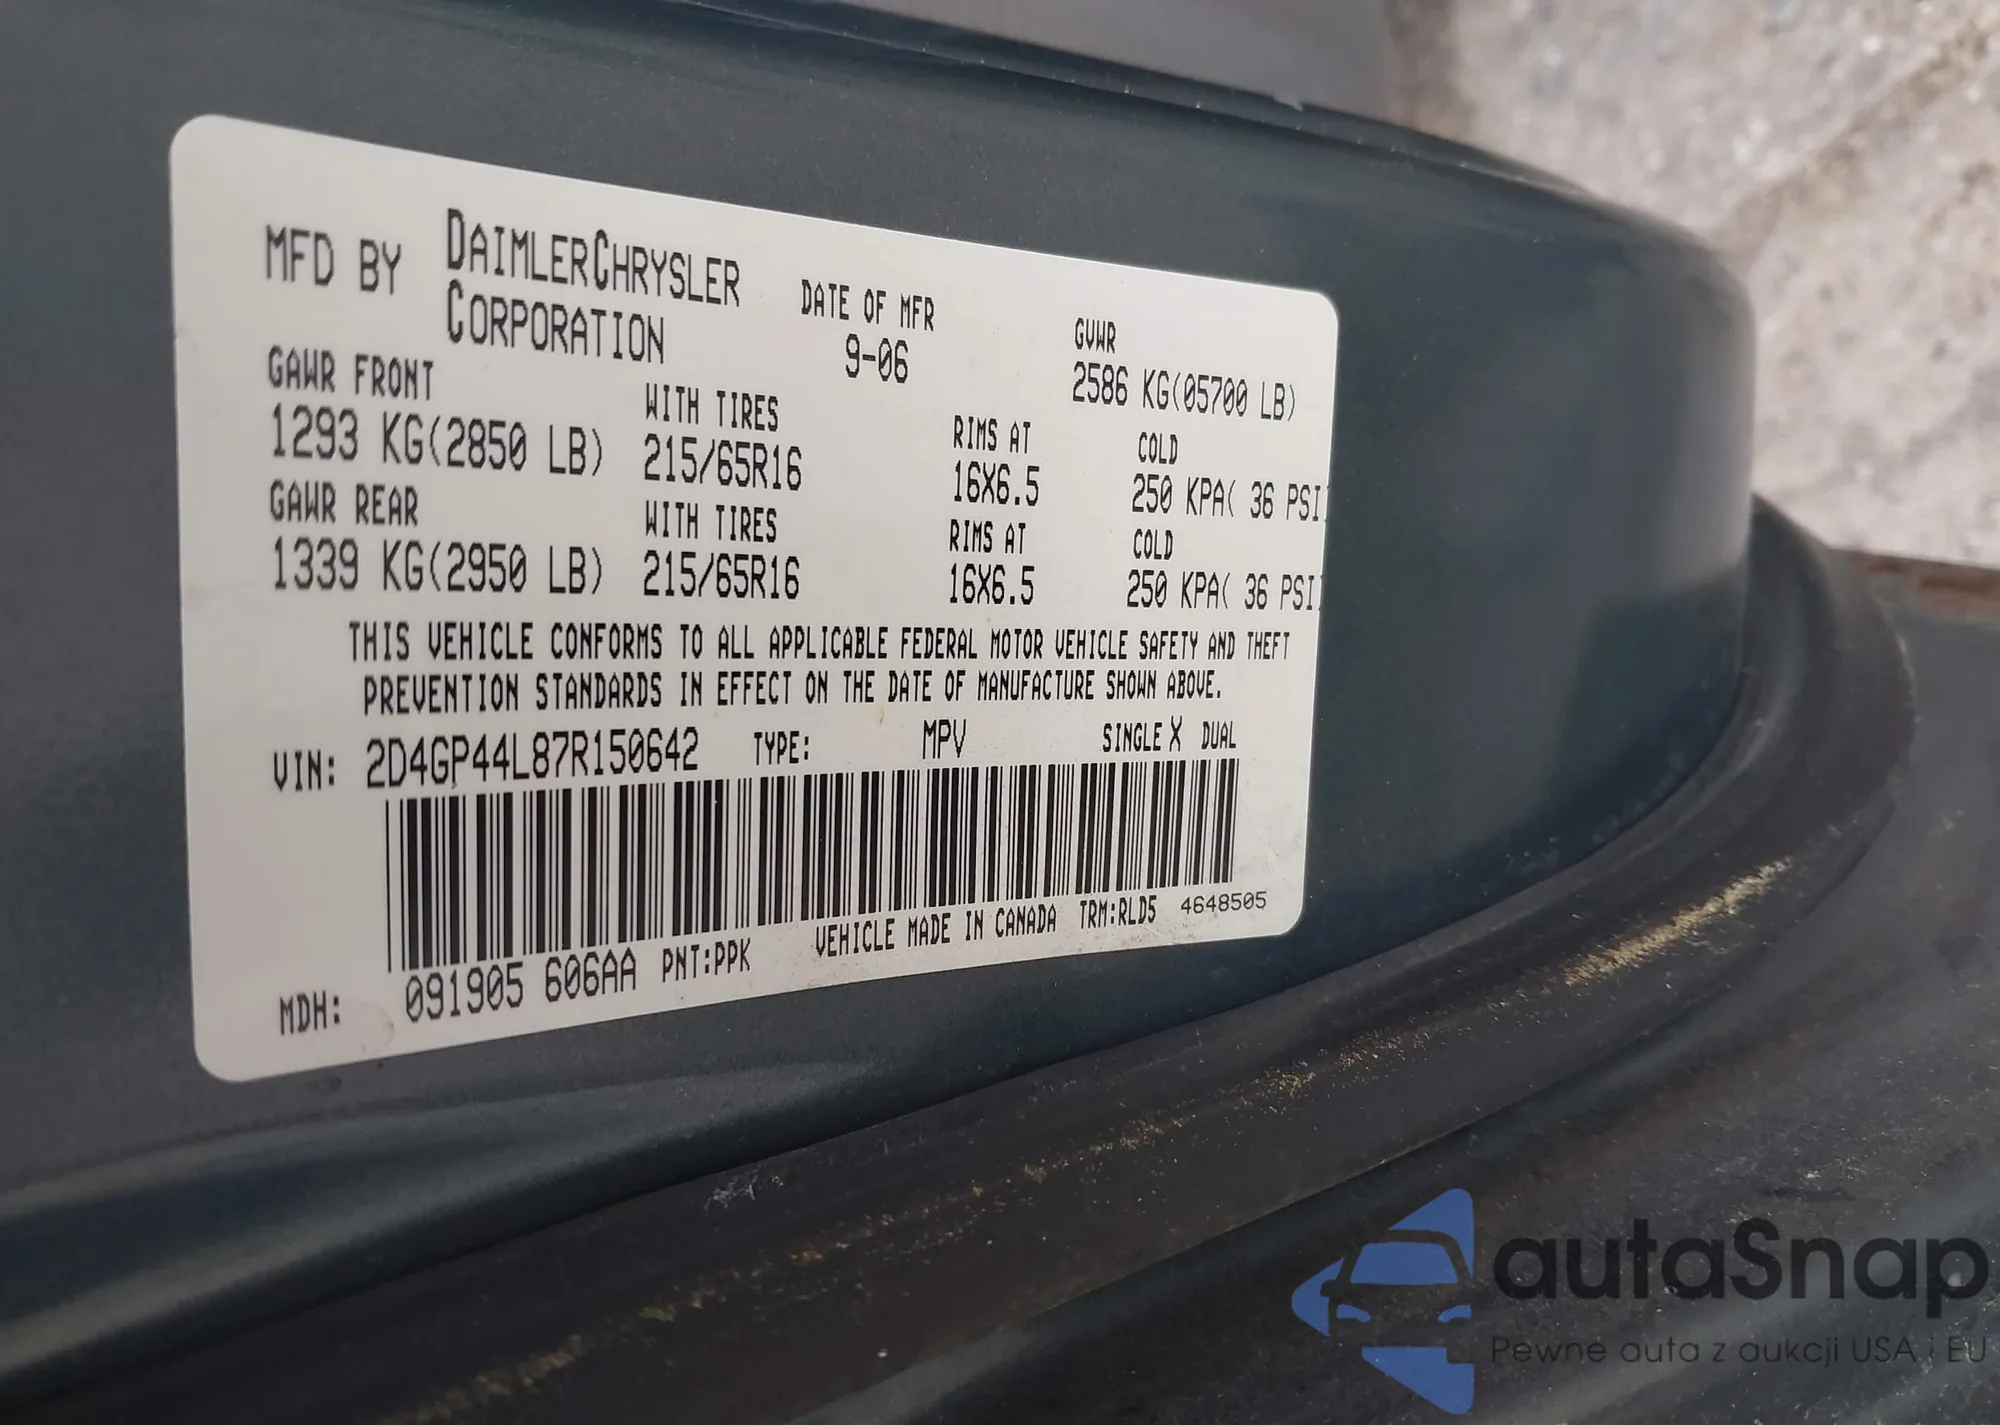 MFD BY DAIMLERCHRYSLER CORPORATION
DATE OF MFR 9-06
GVWR 2586 KG(05700 LB)
GAWR FRONT WITH TIRES RIMS AT COLD
1293 KG(2850 LB) 215/65R16 16X6.5 250 KPA( 36 PSI)
GAWR REAR WITH TIRES RIMS AT COLD
1339 KG(2950 LB) 215/65R16 16X6.5 250 KPA( 36 PSI)
THIS VEHICLE CONFORMS TO ALL APPLICABLE FEDERAL MOTOR VEHICLE SAFETY AND THEFT
PREVENTION STANDARDS IN EFFECT ON THE DATE OF MANUFACTURE SHOWN ABOVE.
VIN: 2D4GP44L87R150642 TYPE: MPV SINGLE X DUAL
MDH: 091905 606AA PNT:PPK VEHICLE MADE IN CANADA TRM:RLD5 4648505
autaSnap
Pewne auta z aukcji USA i EU